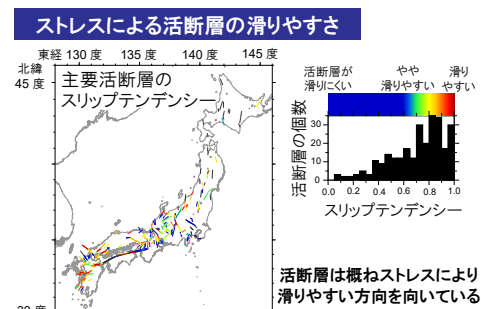 ストレスによる活断層の滑りやすさ
東経 130 度 135 度 140 度 145 度
北緯
45 度
主要活断層の
スリップテンデンシー
活断層が
滑りにくい
やや
滑りやすい
滑り
やすい
活断層の個数
30
20
10
0
0.0 0.2 0.4 0.6 0.8 1.0
スリップテンデンシー
活断層は概ねストレスにより
滑りやすい方向を向いている